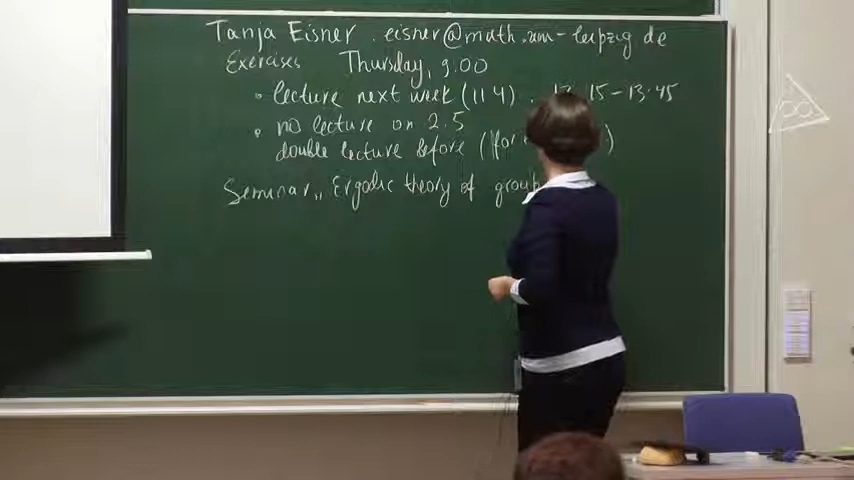 Tanja Eisner . eisner@math.uni-leipzig de
Exercises Thursday, 9.00
• lecture next week (11 4) . 13.15-13.45
• no lecture on 2.5
double lecture before (for
Seminar „ Ergodic theory of group